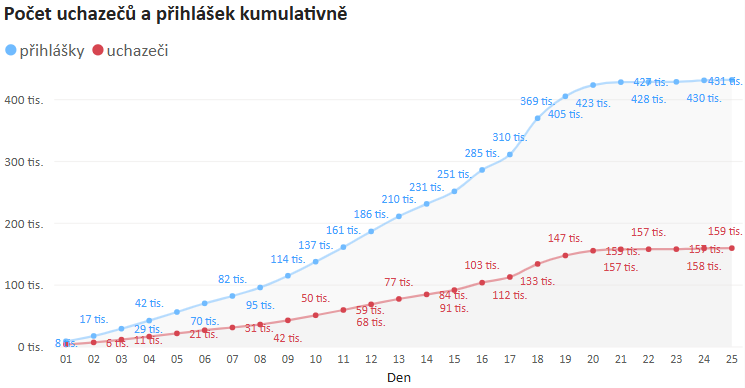 Počet uchazečů a přihlášek kumulativně
přihlášky uchazeči
400 tis.
300 tis.
200 tis.
100 tis.
0 tis.
8 tis.
17 tis.
29 tis.
42 tis.
70 tis.
82 tis.
95 tis.
114 tis.
137 tis.
161 tis.
186 tis.
210 tis.
231 tis.
251 tis.
285 tis.
310 tis.
369 tis.
405 tis.
423 tis.
427 tis.
428 tis.
430 tis.
431 tis.
6 tis.
11 tis.
21 tis.
31 tis.
42 tis.
50 tis.
59 tis.
68 tis.
77 tis.
84 tis.
91 tis.
103 tis.
112 tis.
133 tis.
147 tis.
157 tis.
157 tis.
158 tis.
159 tis.
01 02 03 04 05 06 07 08 09 10 11 12 13 14 15 16 17 18 19 20 21 22 23 24 25
Den